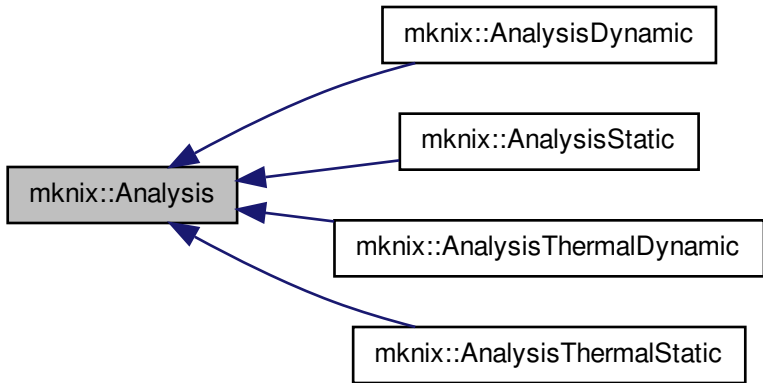 mknix::AnalysisDynamic
mknix::AnalysisStatic
mknix::Analysis
mknix::AnalysisThermalDynamic
mknix::AnalysisThermalStatic